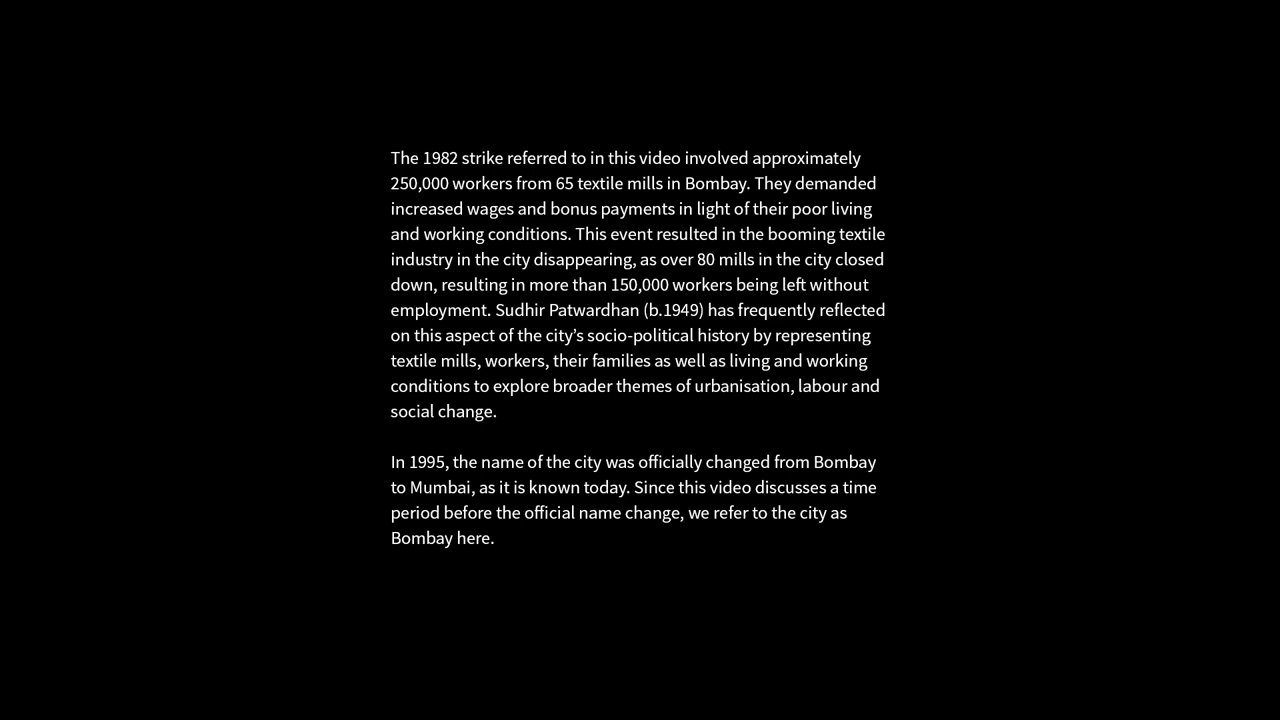 The 1982 strike referred to in this video involved approximately
250,000 workers from 65 textile mills in Bombay. They demanded
increased wages and bonus payments in light of their poor living
and working conditions. This event resulted in the booming textile
industry in the city disappearing, as over 80 mills in the city closed
down, resulting in more than 150,000 workers being left without
employment. Sudhir Patwardhan (b.1949) has frequently reflected
on this aspect of the city’s socio-political history by representing
textile mills, workers, their families as well as living and working
conditions to explore broader themes of urbanisation, labour and
social change.
In 1995, the name of the city was officially changed from Bombay
to Mumbai, as it is known today. Since this video discusses a time
period before the official name change, we refer to the city as
Bombay here.